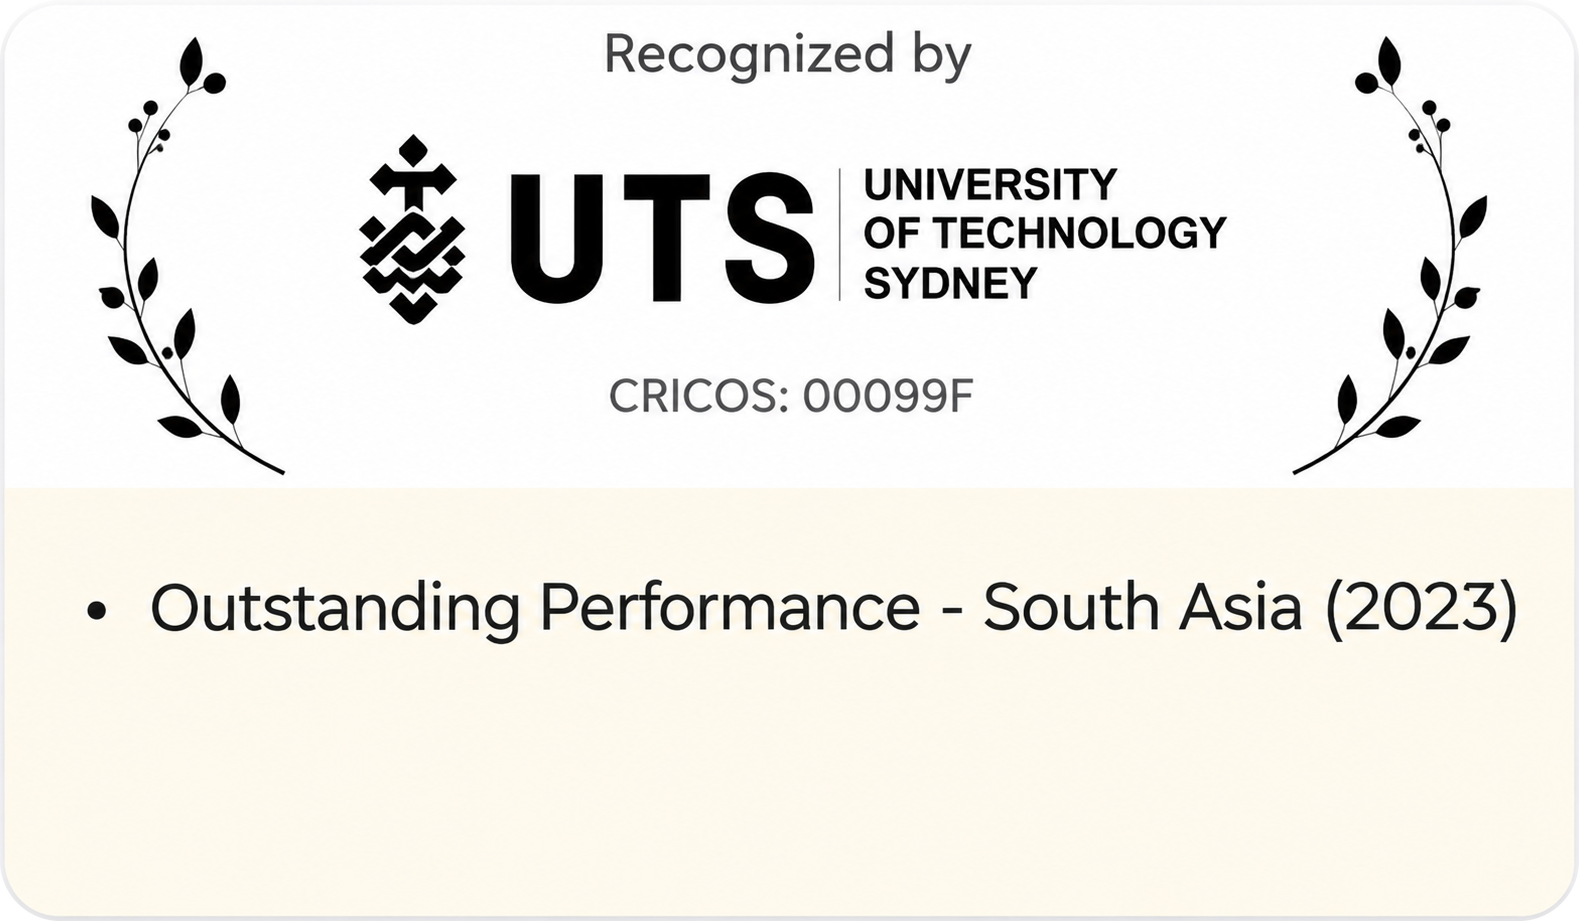 Recognized by
UTS
UNIVERSITY
OF TECHNOLOGY
SYDNEY
CRICOS: 00099F
• Outstanding Performance - South Asia (2023)